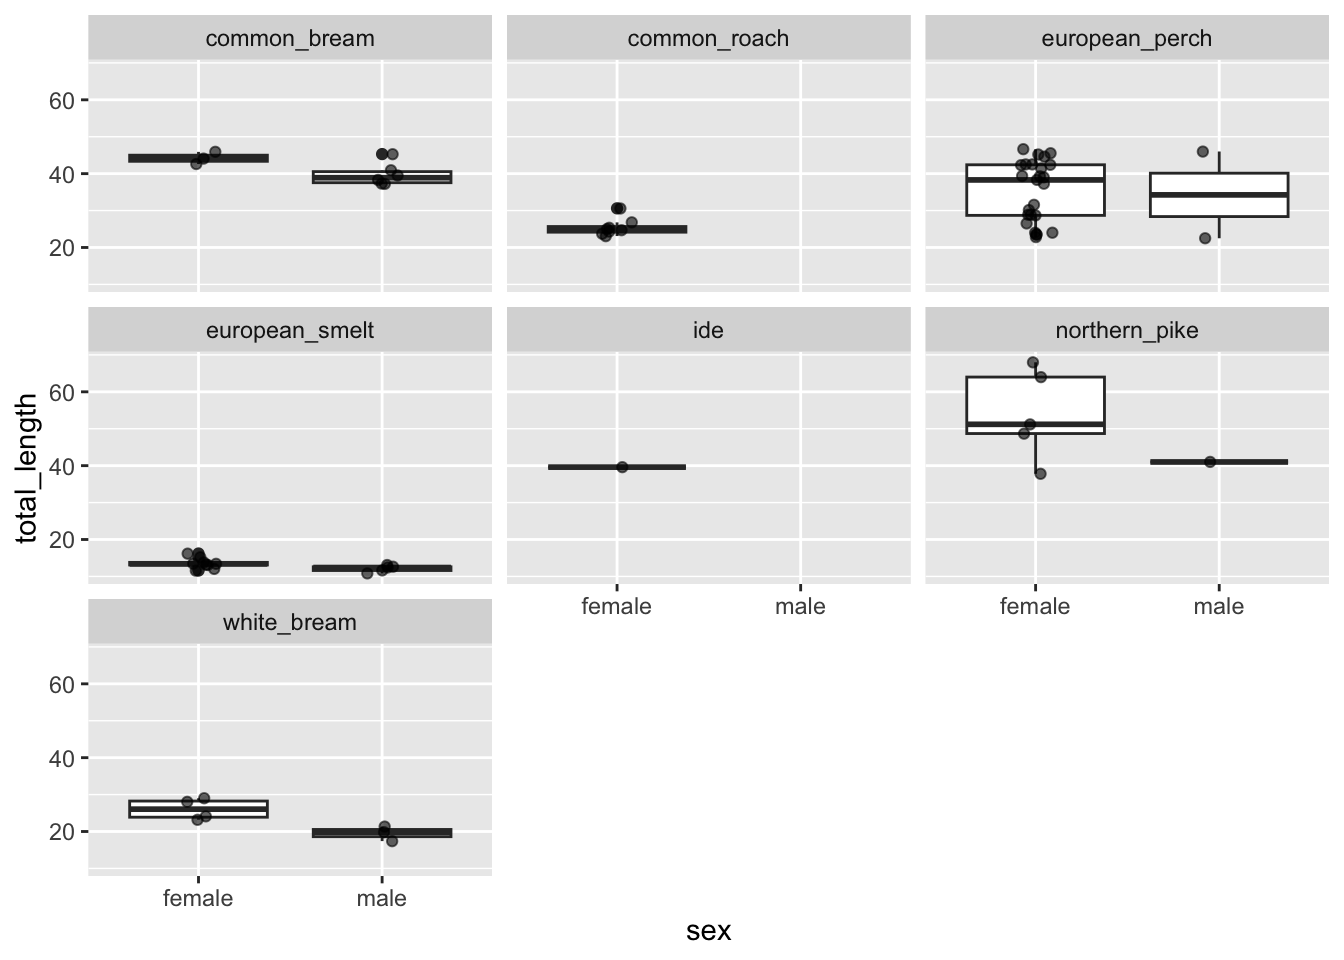 common_bream common_roach european_perch
60
40
20
european_smelt ide northern_pike
60
40
20
female male female male
white_bream
60
40
20
female male
sex
total_length